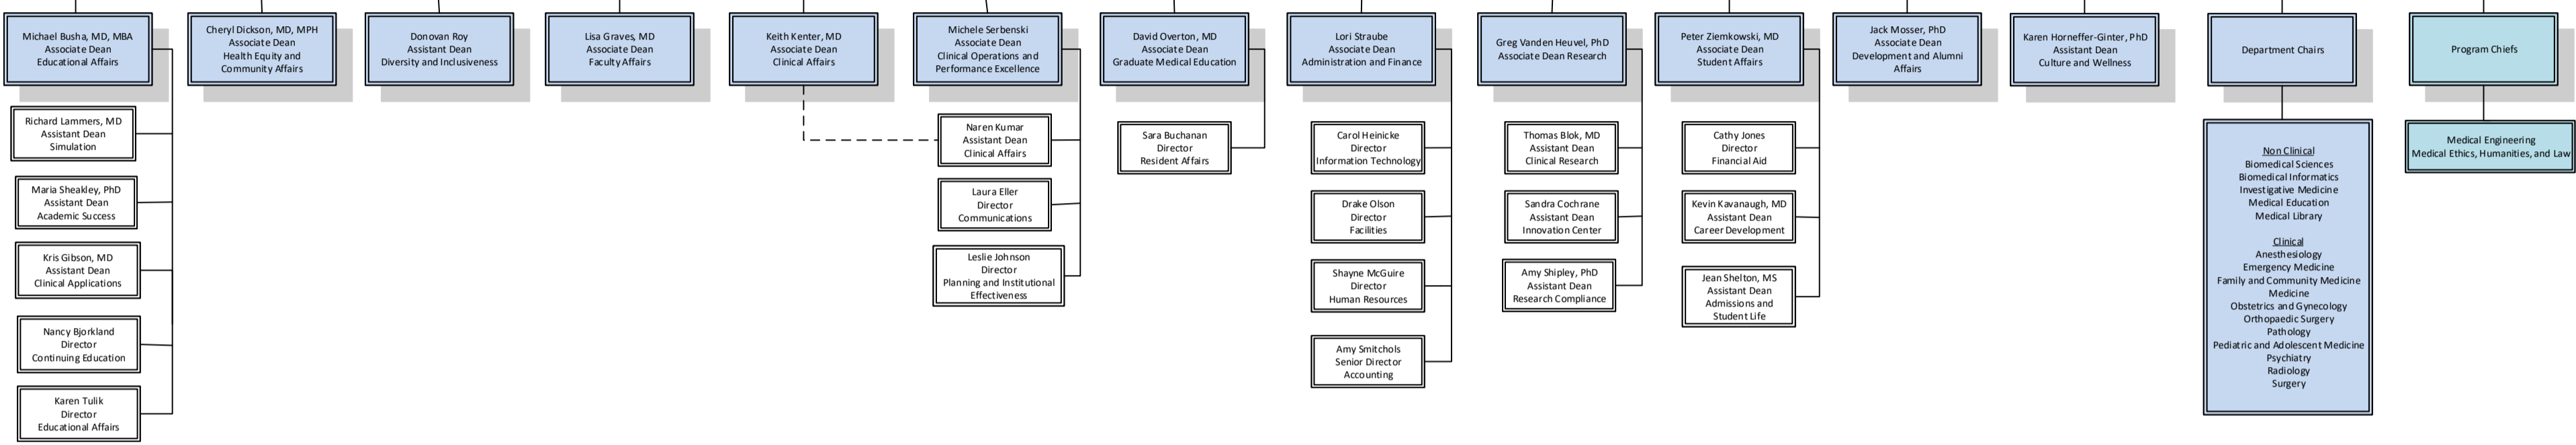 Michael Busha, MD, MBA
Associate Dean
Educational Affairs
Richard Lammers, MD
Assistant Dean
Simulation
Maria Sheakley, PhD
Assistant Dean
Academic Success
Kris Gibson, MD
Assistant Dean
Clinical Applications
Nancy Bjorkland
Director
Continuing Education
Karen Tulik
Director
Educational Affairs
Cheryl Dickson, MD, MPH
Associate Dean
Health Equity and
Community Affairs
Donovan Roy
Assistant Dean
Diversity and Inclusiveness
Lisa Graves, MD
Associate Dean
Faculty Affairs
Keith Kenter, MD
Associate Dean
Clinical Affairs
Michele Serbenski
Associate Dean
Clinical Operations and
Performance Excellence
Naren Kumar
Assistant Dean
Clinical Affairs
Laura Eller
Director
Communications
Leslie Johnson
Director
Planning and Institutional
Effectiveness
David Overton, MD
Associate Dean
Graduate Medical Education
Sara Buchanan
Director
Resident Affairs
Lori Straube
Associate Dean
Administration and Finance
Carol Heinicke
Director
Information Technology
Drake Olson
Director
Facilities
Shayne McGuire
Director
Human Resources
Amy Smitchols
Senior Director
Accounting
Greg Vanden Heuvel, PhD
Associate Dean Research
Thomas Blok, MD
Assistant Dean
Clinical Research
Sandra Cochrane
Assistant Dean
Innovation Center
Amy Shipley, PhD
Assistant Dean
Research Compliance
Peter Ziemkowski, MD
Associate Dean
Student Affairs
Cathy Jones
Director
Financial Aid
Kevin Kavanaugh, MD
Assistant Dean
Career Development
Jean Shelton, MS
Assistant Dean
Admissions and
Student Life
Jack Mosser, PhD
Associate Dean
Development and Alumni
Affairs
Karen Horneffer-Ginter, PhD
Assistant Dean
Culture and Wellness
Department Chairs
Non Clinical
Biomedical Sciences
Biomedical Informatics
Investigative Medicine
Medical Education
Medical Library
Clinical
Anesthesiology
Emergency Medicine
Family and Community Medicine
Medicine
Obstetrics and Gynecology
Orthopaedic Surgery
Pathology
Pediatric and Adolescent Medicine
Psychiatry
Radiology
Surgery
Program Chiefs
Medical Engineering
Medical Ethics, Humanities, and Law